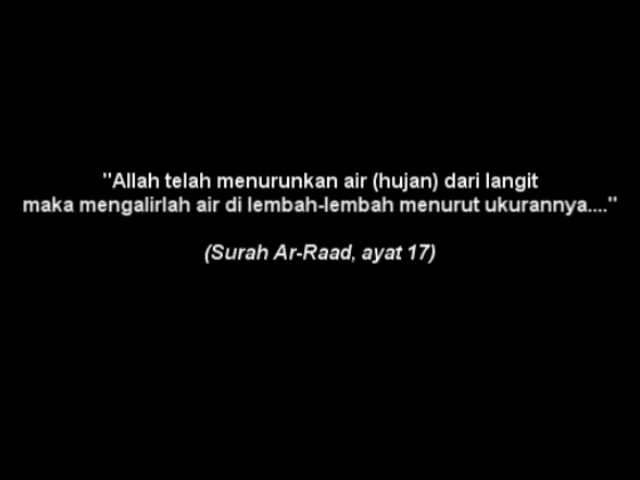 "Allah telah menurunkan air (hujan) dari langit
maka mengalirlah air di lembah-lembah menurut ukurannya...."
(Surah Ar-Raad, ayat 17)